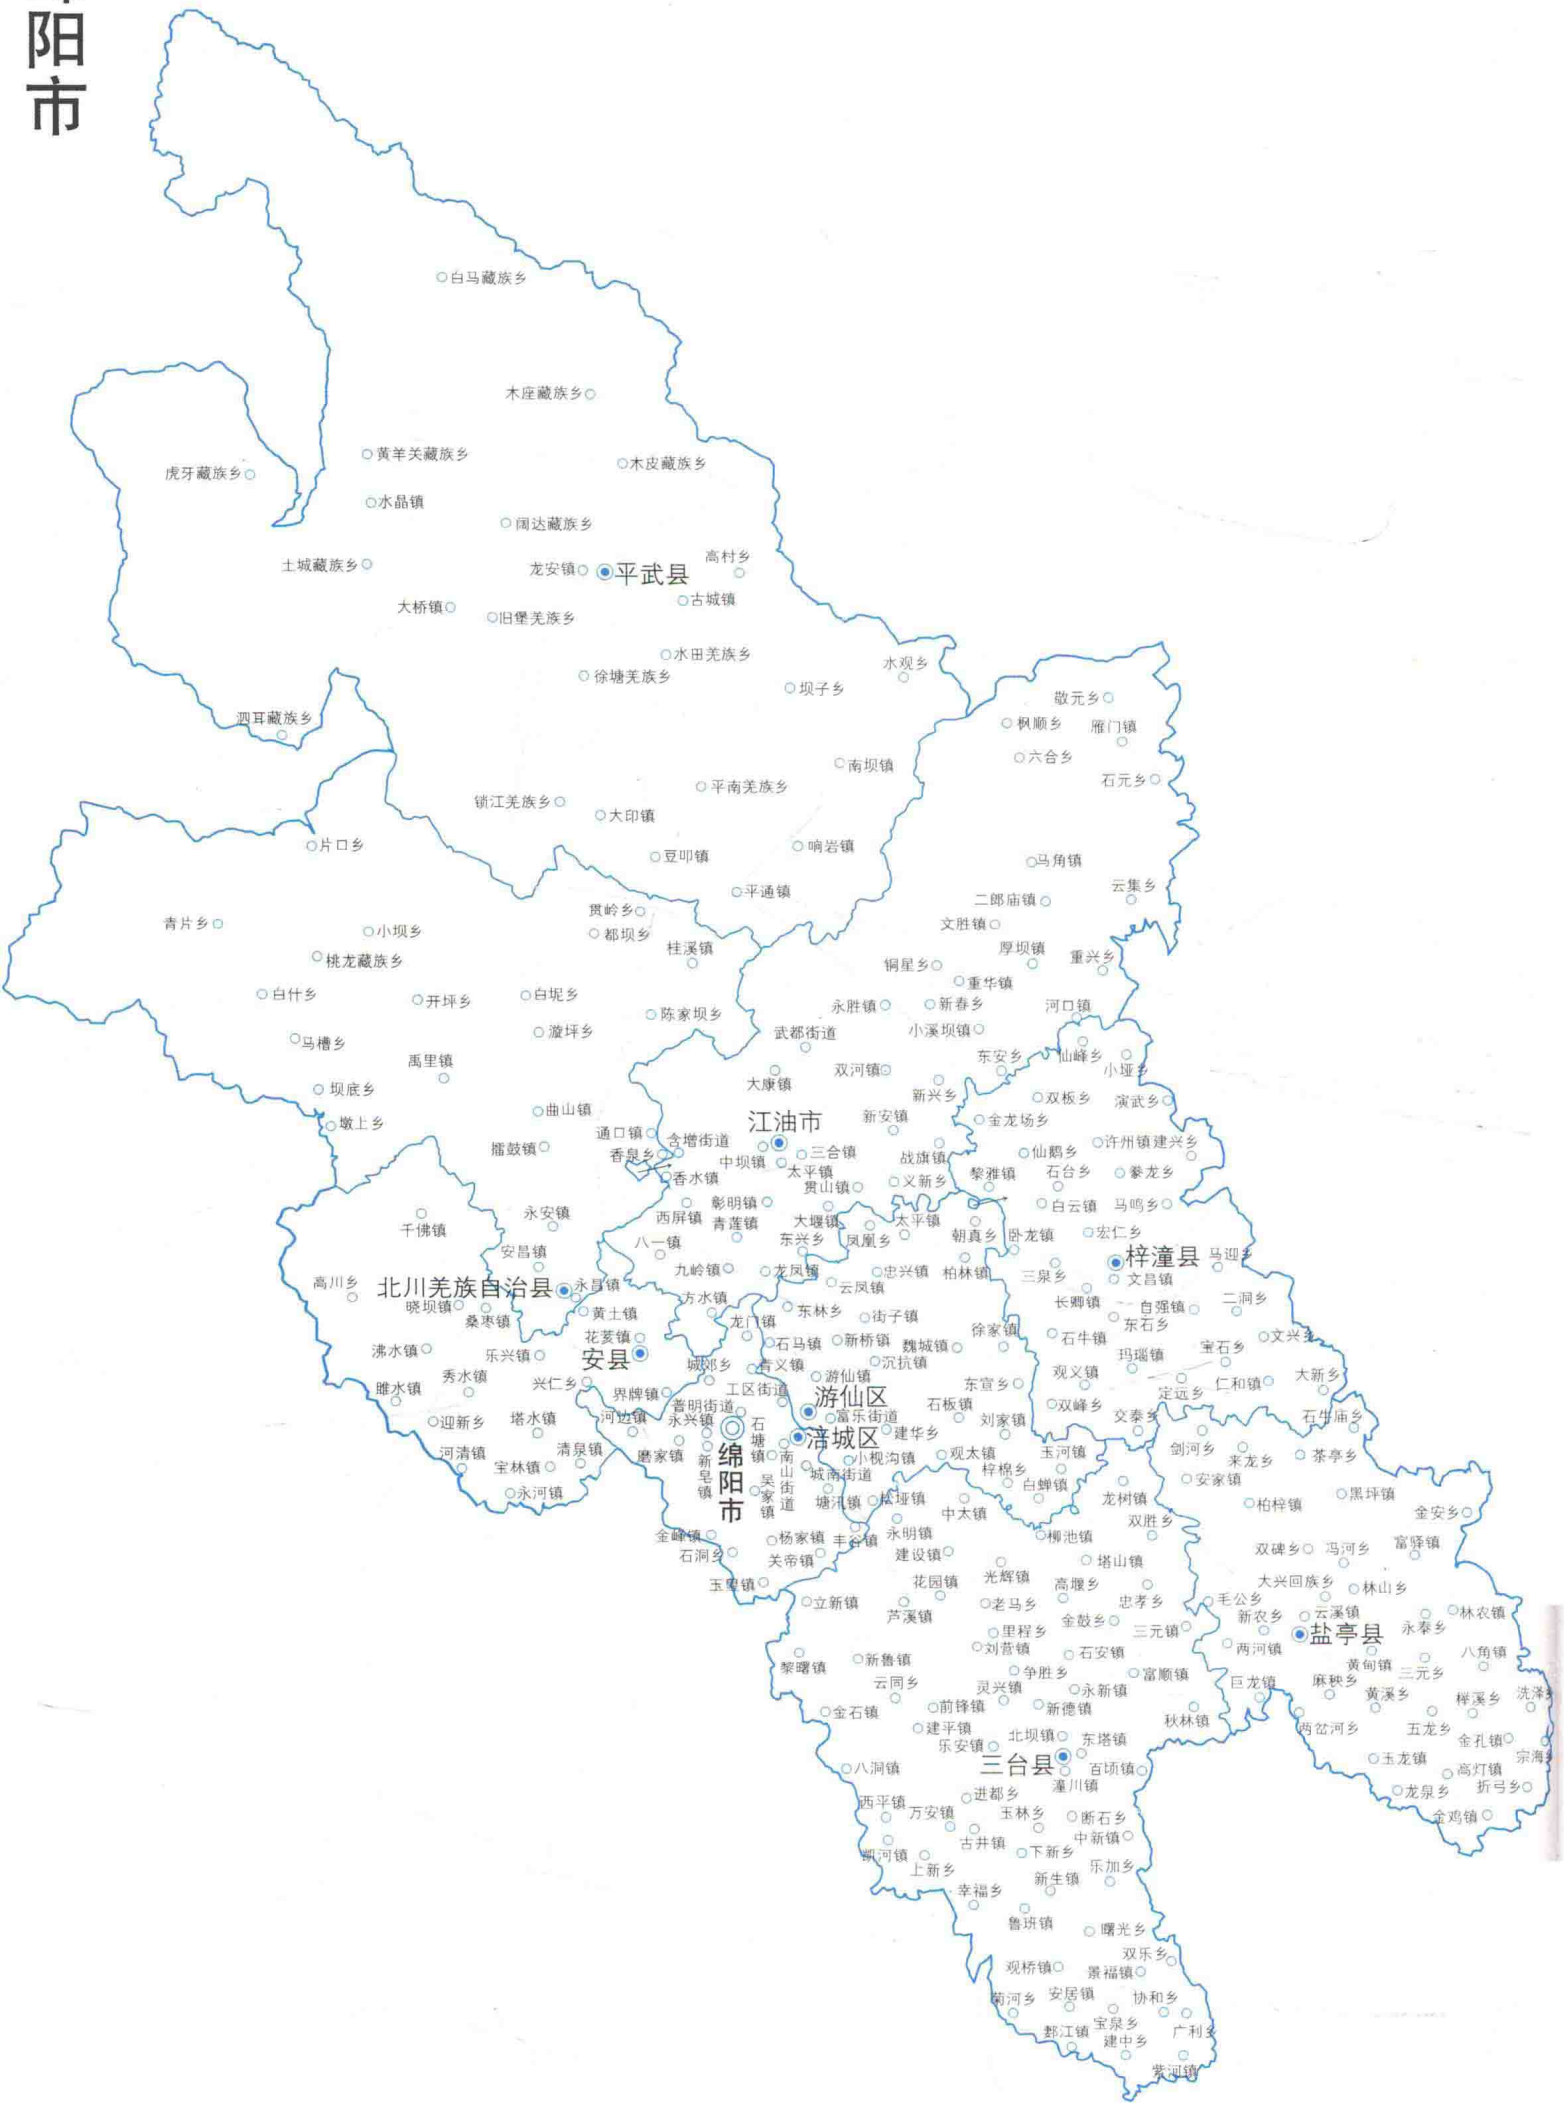 阳市
白马藏族乡
木座藏族乡
黄羊关藏族乡
木皮藏族乡
虎牙藏族乡
水晶镇
阔达藏族乡
高村乡
土城藏族乡
龙安镇
平武县
古城镇
大桥镇
旧堡羌族乡
水田羌族乡
水观乡
徐塘羌族乡
坝子乡
敬元乡
泗耳藏族乡
枫顺乡
雁门镇
六合乡
南坝镇
石元乡
平南羌族乡
锁江羌族乡
大印镇
片口乡
响岩镇
豆叩镇
马角镇
平通镇
云集乡
二郎庙镇
贯岭乡
青片乡
小坝乡
都坝乡
文胜镇
桂溪镇
厚坝镇
桃龙藏族乡
铜星乡
重兴乡
重华镇
白什乡
开坪乡
白坭乡
永胜镇
新春乡
河口镇
陈家坝乡
漩坪乡
武都街道
小溪坝镇
马槽乡
禹里镇
东安乡
仙峰乡
小垭乡
大康镇
双河镇
坝底乡
新兴乡
双板乡
演武乡
曲山镇
新安镇
金龙场乡
墩上乡
江油市
通口镇
含增街道
擂鼓镇
香泉乡
中坝镇
三合镇
战旗镇
仙鹅乡
许州镇
建兴乡
太平镇
香水镇
黎雅镇
石台乡
豢龙乡
贯山镇
义新乡
彰明镇
白云镇
马鸣乡
千佛镇
永安镇
西屏镇
青莲镇
大堰镇
太平镇
朝真乡
卧龙镇
宏仁乡
安昌镇
八一镇
东兴乡
凤凰乡
梓潼县
马迎乡
高川乡
北川羌族自治县
永昌镇
九岭镇
龙凤镇
忠兴镇
柏林镇
三泉乡
文昌镇
云凤镇
晓坝镇
桑枣镇
黄土镇
方水镇
东林乡
街子镇
长卿镇
自强镇
二洞乡
龙门镇
东石乡
花荄镇
石马镇
新桥镇
魏城镇
徐家镇
石牛镇
文兴乡
沸水镇
乐兴镇
安县
城郊乡
青义镇
沉抗镇
玛瑙镇
宝石乡
秀水镇
兴仁乡
界牌镇
工区街道
游仙镇
东宣乡
观义镇
定远乡
仁和镇
大新乡
雎水镇
普明街道
游仙区
石板镇
双峰乡
迎新乡
塔水镇
河边镇
永兴镇
石塘镇
富乐街道
刘家镇
交泰乡
石牛庙乡
涪城区
建华乡
河清镇
宝林镇
清泉镇
磨家镇
新皂镇
绵阳市
南山街道
小枧沟镇
观太镇
玉河镇
剑河乡
来龙乡
茶亭乡
吴家镇
城南街道
梓棉乡
安家镇
永河镇
塘汛镇
松垭镇
白蝉镇
龙树镇
柏梓镇
黑坪镇
中太镇
金安乡
金峰镇
杨家镇
丰谷镇
永明镇
柳池镇
双胜乡
石洞乡
关帝镇
建设镇
塔山镇
双碑乡
冯河乡
富驿镇
玉皇镇
花园镇
光辉镇
高堰乡
大兴回族乡
林山乡
立新镇
芦溪镇
老马乡
忠孝乡
毛公乡
云溪镇
林农镇
里程乡
金鼓乡
三元镇
新农乡
盐亭县
永泰乡
刘营镇
石安镇
两河镇
黎曙镇
新鲁镇
争胜乡
富顺镇
黄甸镇
三元乡
八角镇
云同乡
灵兴镇
永新镇
巨龙镇
麻秧乡
黄溪乡
榉溪乡
金石镇
前锋镇
新德镇
秋林镇
两岔河乡
五龙乡
建平镇
乐安镇
北坝镇
东塔镇
金孔镇
三台县
玉龙镇
八洞镇
百顷镇
高灯镇
潼川镇
龙泉乡
折弓乡
进都乡
西平镇
万安镇
玉林乡
断石乡
金鸡镇
古井镇
中新镇
凯河镇
上新乡
下新乡
乐加乡
幸福乡
新生镇
鲁班镇
曙光乡
双乐乡
观桥镇
景福镇
菊河乡
安居镇
协和乡
郪江镇
宝泉乡
广利乡
建中乡
紫河镇